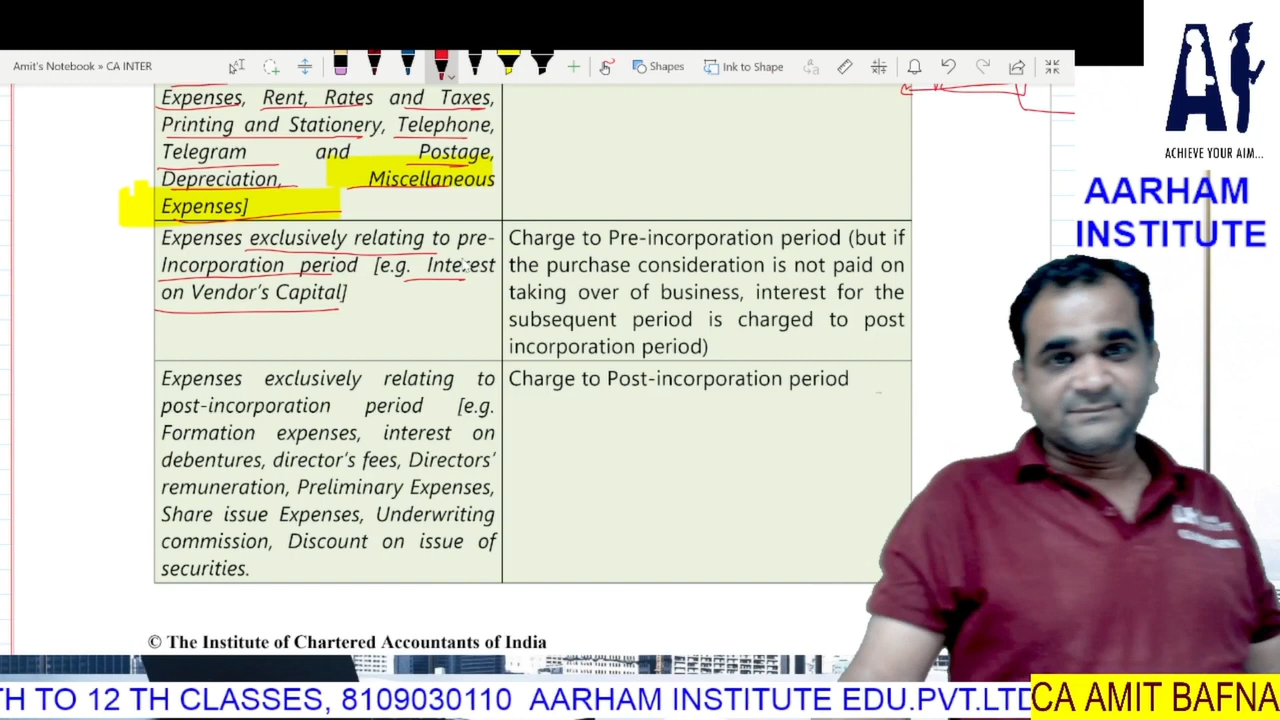 Amit's Notebook » CA INTER
Shapes
Ink to Shape
Expenses, Rent, Rates and Taxes,
Printing and Stationery, Telephone,
Telegram and Postage,
Depreciation, Miscellaneous
Expenses]
Expenses exclusively relating to pre-
Incorporation period [e.g. Interest
on Vendor's Capital]
Charge to Pre-incorporation period (but if
the purchase consideration is not paid on
taking over of business, interest for the
subsequent period is charged to post
incorporation period)
Expenses exclusively relating to
post-incorporation period [e.g.
Formation expenses, interest on
debentures, director's fees, Directors'
remuneration, Preliminary Expenses,
Share issue Expenses, Underwriting
commission, Discount on issue of
securities.
Charge to Post-incorporation period
© The Institute of Chartered Accountants of India
ACHIEVE YOUR AIM...
AARHAM
INSTITUTE
TH TO 12 TH CLASSES, 8109030110 AARHAM INSTITUTE EDU.PVT.LTD
CA AMIT BAFNA